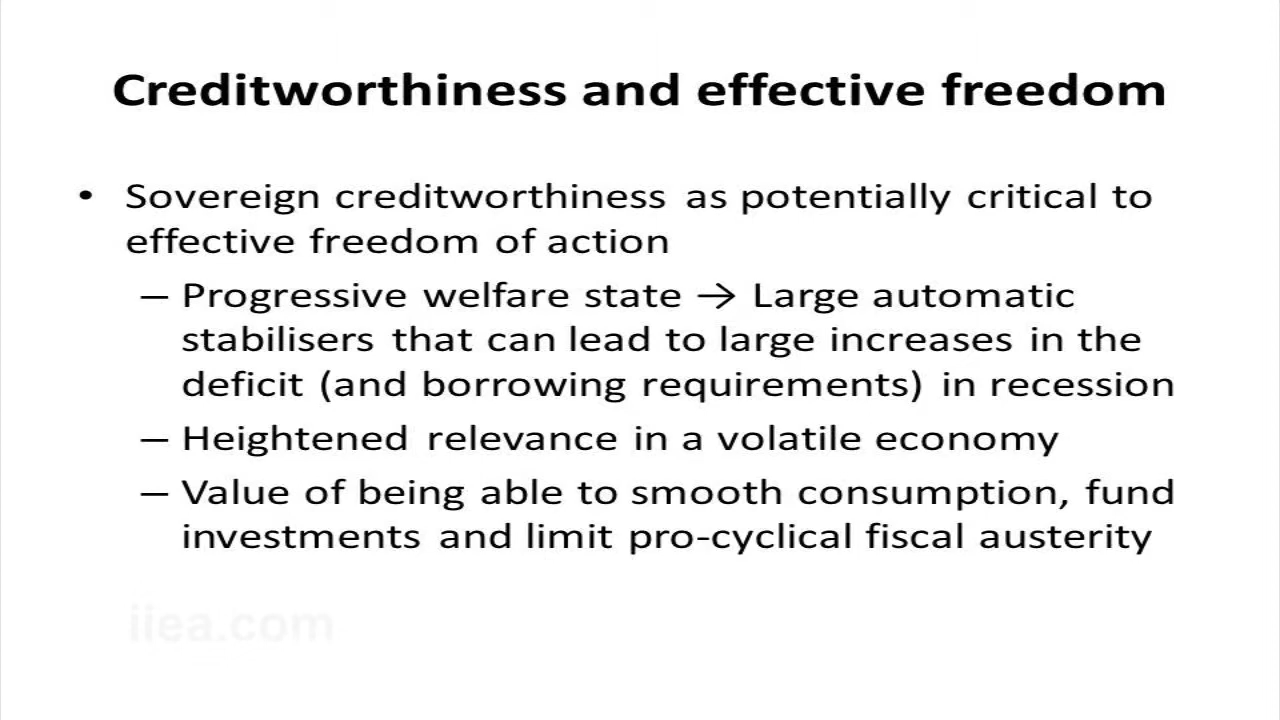 Creditworthiness and effective freedom
• Sovereign creditworthiness as potentially critical to
effective freedom of action
– Progressive welfare state → Large automatic
stabilisers that can lead to large increases in the
deficit (and borrowing requirements) in recession
– Heightened relevance in a volatile economy
– Value of being able to smooth consumption, fund
investments and limit pro-cyclical fiscal austerity
iiea.com